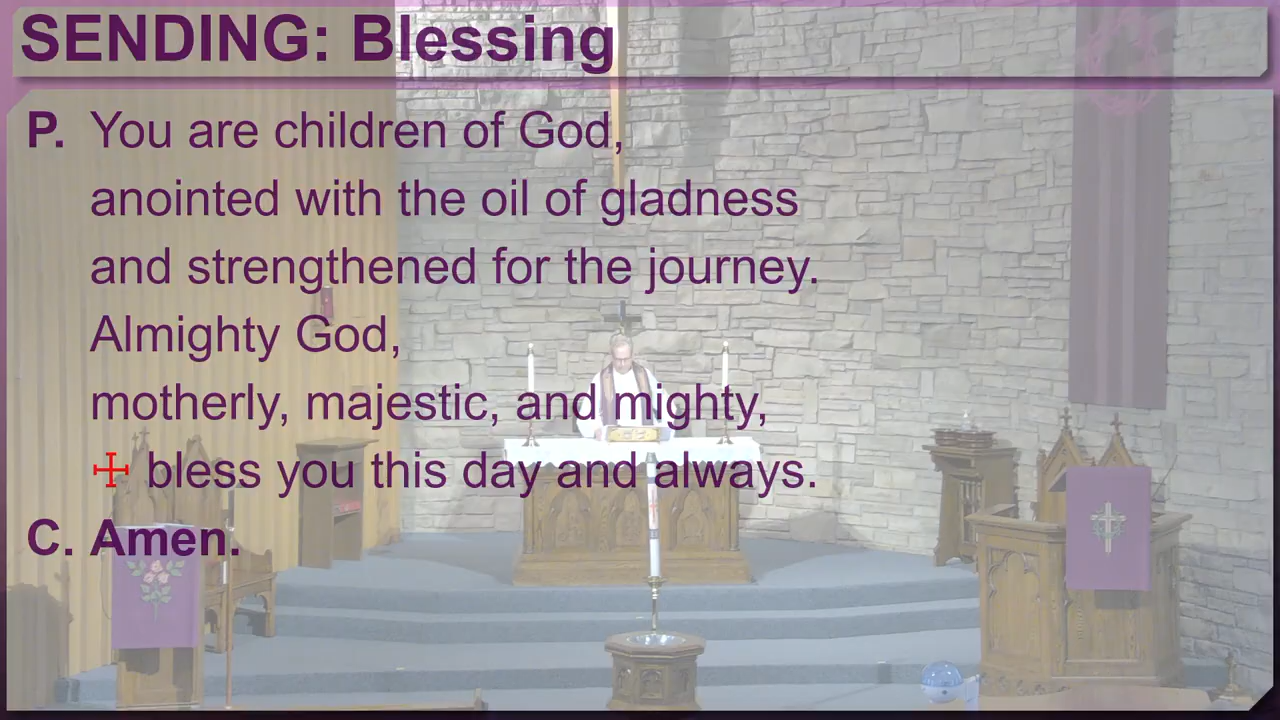 SENDING: Blessing
P. You are children of God,
anointed with the oil of gladness
and strengthened for the journey.
Almighty God,
motherly, majestic, and mighty,
☩ bless you this day and always.
C. Amen.